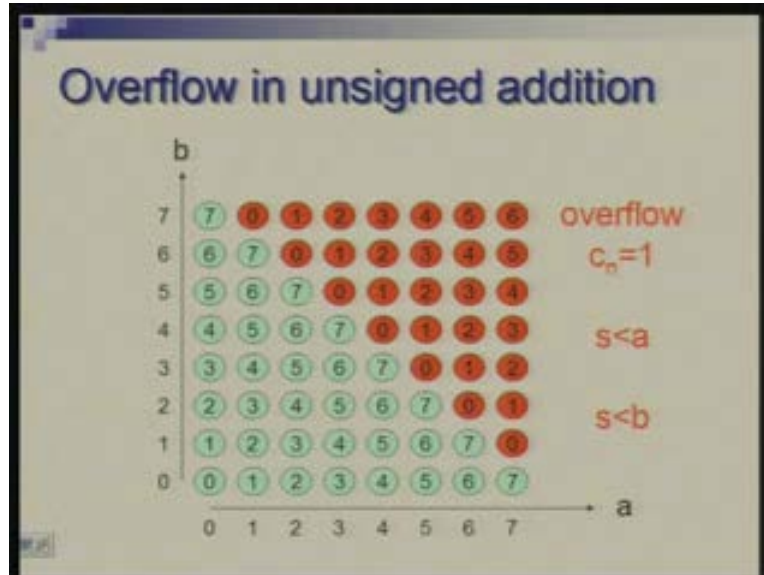 Overflow in unsigned addition
b
7 7 0 1 2 3 4 5 6 overflow
6 6 7 0 1 2 3 4 5 cn=1
5 5 6 7 0 1 2 3 4
4 4 5 6 7 0 1 2 3 s<a
3 3 4 5 6 7 0 1 2
2 2 3 4 5 6 7 0 1 s<b
1 1 2 3 4 5 6 7 0
0 0 1 2 3 4 5 6 7
a
0 1 2 3 4 5 6 7